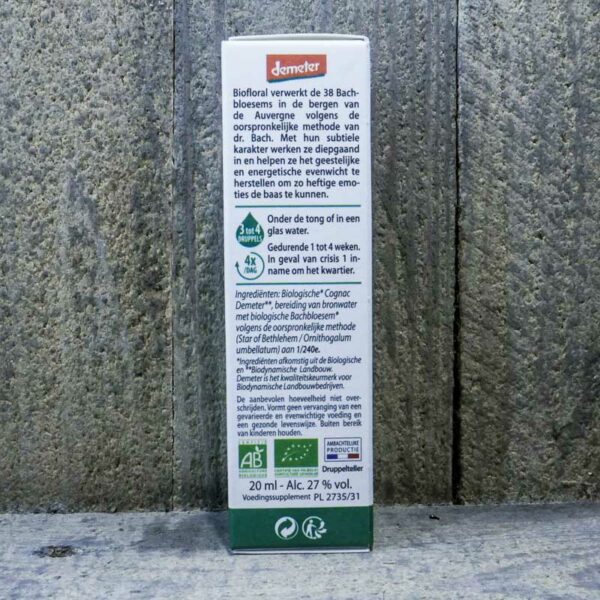 demeter
Biofloral verwerkt de 38 Bach-
bloesems in de bergen van
de Auvergne volgens de
oorspronkelijke methode van
dr. Bach. Met hun subtiele
karakter werken ze diepgaand
in en helpen ze het geestelijke
en energetische evenwicht te
herstellen om zo heftige emo-
ties de baas te kunnen.
3 tot 4
DRUPPELS
Onder de tong of in een
glas water.
4x
/DAG
Gedurende 1 tot 4 weken.
In geval van crisis 1 in-
name om het kwartier.
Ingrediënten: Biologische* Cognac
Demeter**, bereiding van bronwater
met biologische Bachbloesem*
volgens de oorspronkelijke methode
(Star of Bethlehem / Ornithogalum
umbellatum) aan 1/240e.
*Ingrediënten afkomstig uit de Biologische
en **Biodynamische Landbouw.
Demeter is het kwaliteitskeurmerk voor
Biodynamische Landbouwbedrijven.
De aanbevolen hoeveelheid niet over-
schrijden. Vormt geen vervanging van een
gevarieerde en evenwichtige voeding en
een gezonde levenswijze. Buiten bereik
van kinderen houden.
AB
AGRICULTURE
BIOLOGIQUE
AMBACHTELIJKE
PRODUCTIE
Druppelteller
20 ml - Alc. 27 % vol.
Voedingssupplement PL 2735/31